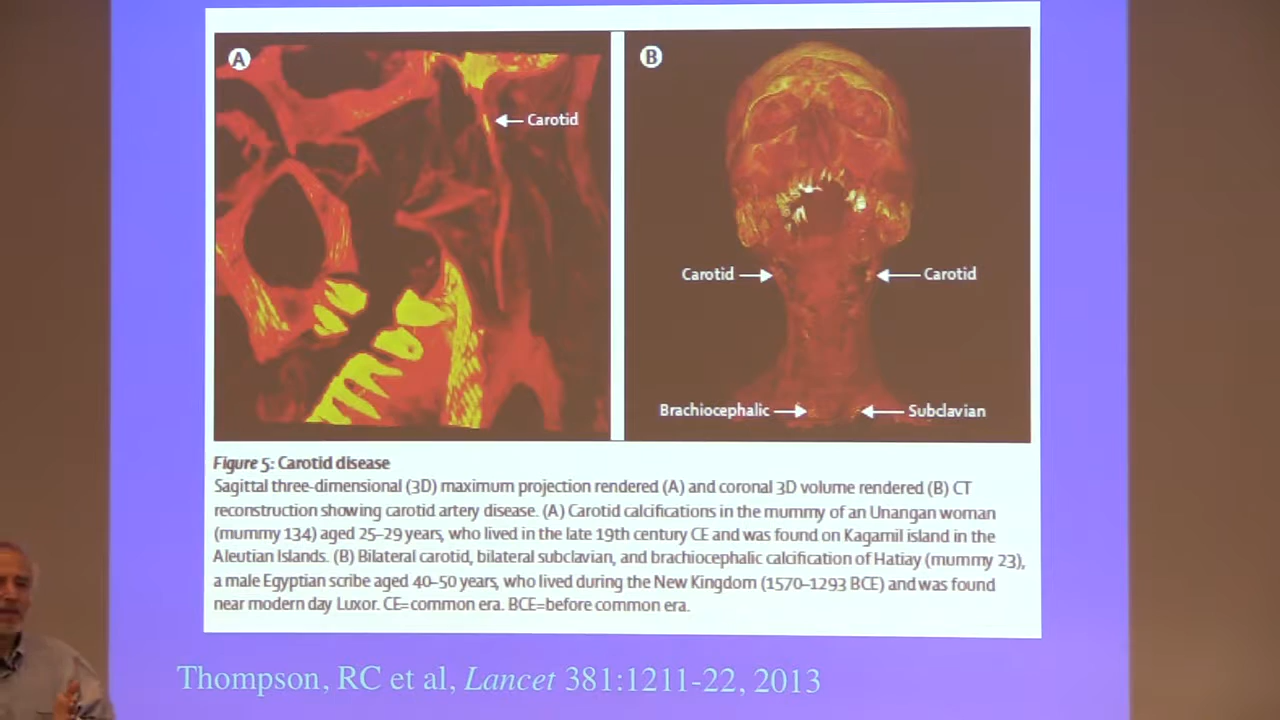 A
B
Carotid
Carotid
Carotid
Brachiocephalic
Subclavian
Figure 5: Carotid disease
Sagittal three-dimensional (3D) maximum projection rendered (A) and coronal 3D volume rendered (B) CT
reconstruction showing carotid artery disease. (A) Carotid calcifications in the mummy of an Unangan woman
(mummy 134) aged 25–29 years, who lived in the late 19th century CE and was found on Kagamil island in the
Aleutian Islands. (B) Bilateral carotid, bilateral subclavian, and brachiocephalic calcification of Hatiay (mummy 23),
a male Egyptian scribe aged 40–50 years, who lived during the New Kingdom (1570–1293 BCE) and was found
near modern day Luxor. CE=common era. BCE=before common era.
Thompson, RC et al, Lancet 381:1211-22, 2013